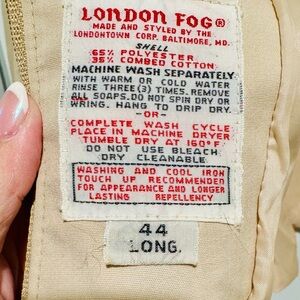 LONDON FOG®
MADE AND STYLED BY THE
LONDONTOWN CORP. BALTIMORE, MD.
SHELL
65% POLYESTER
35% COMBED COTTON
MACHINE WASH SEPARATELY
WITH WARM OR COLD WATER
RINSE THREE (3) TIMES. REMOVE
ALL SOAPS. DO NOT SPIN DRY OR
WRING. HANG TO DRIP DRY.
-OR-
COMPLETE WASH CYCLE
PLACE IN MACHINE DRYER
TUMBLE DRY AT 160°F
DO NOT USE BLEACH
DRY CLEANABLE
WASHING AND COOL IRON
TOUCH UP RECOMMENDED
FOR APPEARANCE AND LONGER
LASTING REPELLENCY
44
LONG.